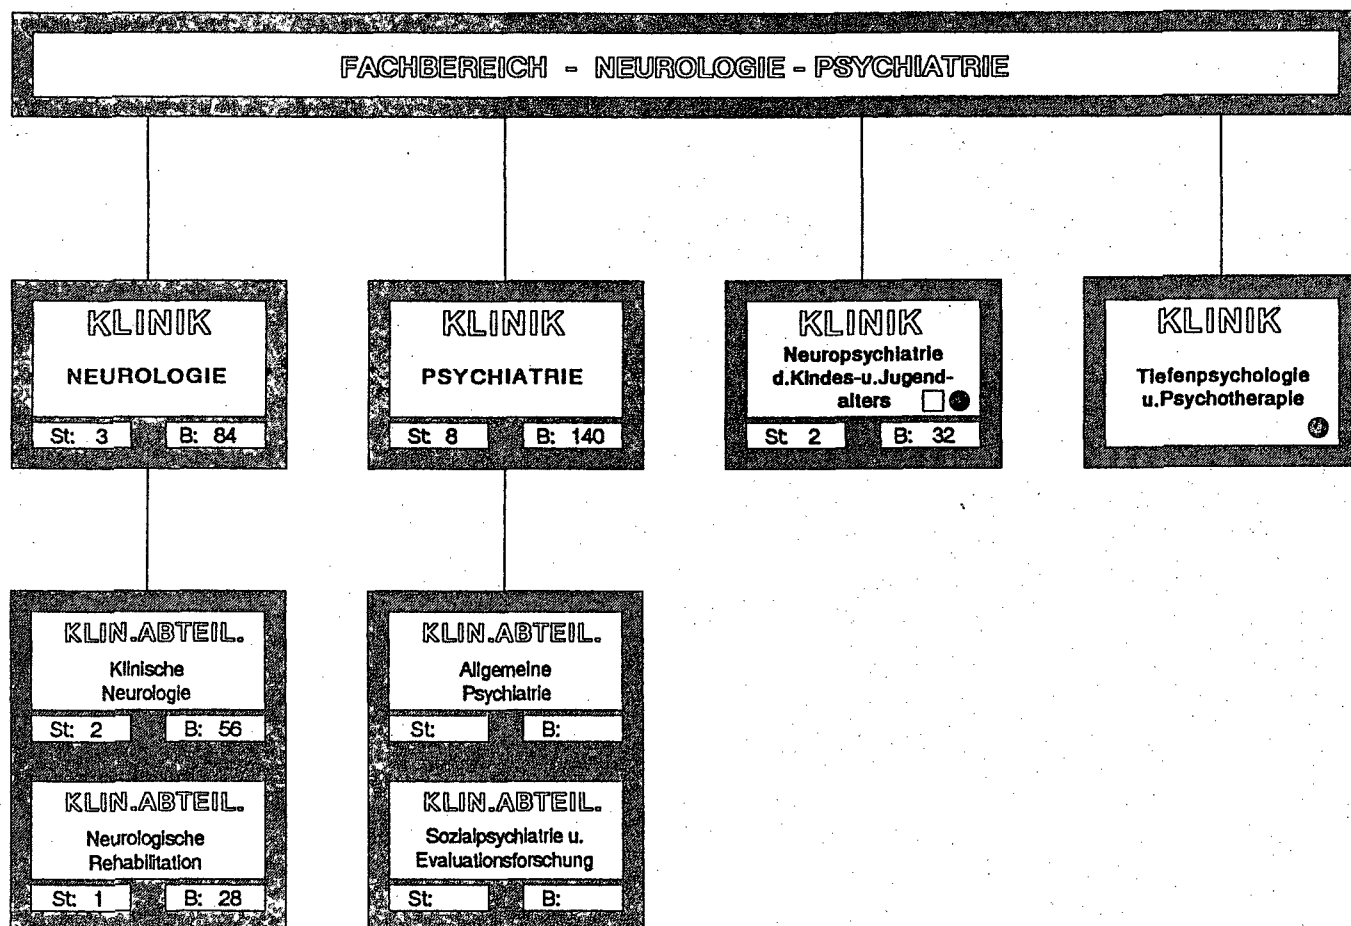 FACHBEREICH - NEUROLOGIE - PSYCHIATRIE
KLINIK
NEUROLOGIE
St: 3 B: 84
KLINIK
PSYCHIATRIE
St: 8 B: 140
KLINIK
Neuropsychiatrie
d.Kindes-u.Jugend-
alters
St: 2 B: 32
KLINIK
Tiefenpsychologie
u.Psychotherapie
KLIN.ABTEIL.
Klinische
Neurologie
St: 2 B: 56
KLIN.ABTEIL.
Neurologische
Rehabilitation
St: 1 B: 28
KLIN.ABTEIL.
Allgemeine
Psychiatrie
St: B:
KLIN.ABTEIL.
Sozialpsychiatrie u.
Evaluationsforschung
St: B: